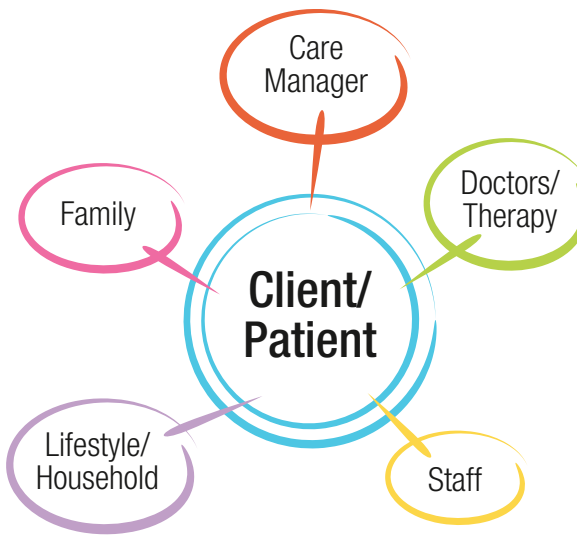 Care
Manager
Doctors/
Therapy
Family
Client/
Patient
Lifestyle/
Household
Staff